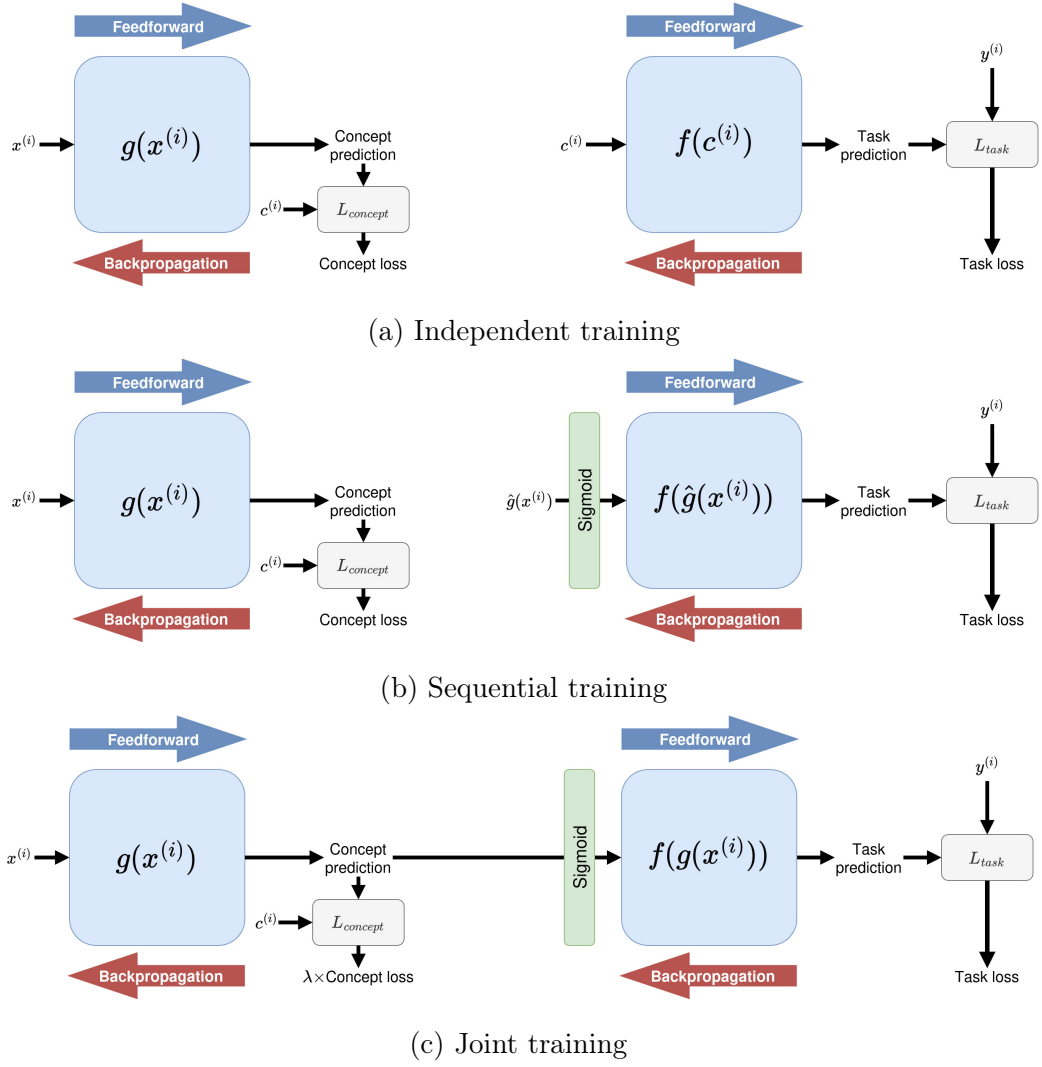 Feedforward Feedforward
y^{(i)}
x^{(i)} g(x^{(i)}) Concept prediction c^{(i)} f(c^{(i)}) Task prediction L_{task}
c^{(i)} L_{concept}
Backpropagation Concept loss Backpropagation Task loss
(a) Independent training
Feedforward Feedforward
y^{(i)}
x^{(i)} g(x^{(i)}) Concept prediction ĝ(x^{(i)}) Sigmoid f(ĝ(x^{(i)})) Task prediction L_{task}
c^{(i)} L_{concept}
Backpropagation Concept loss Backpropagation Task loss
(b) Sequential training
Feedforward Feedforward
y^{(i)}
x^{(i)} g(x^{(i)}) Concept prediction Sigmoid f(g(x^{(i)})) Task prediction L_{task}
c^{(i)} L_{concept}
Backpropagation λ×Concept loss Backpropagation Task loss
(c) Joint training